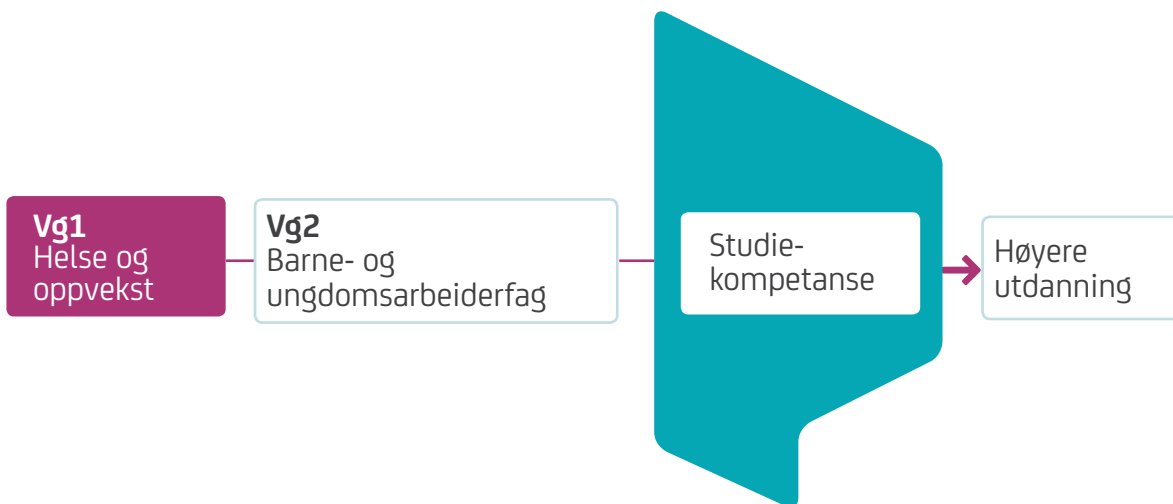 Vg1
Helse og
oppvekst
Vg2
Barne- og
ungdomsarbeiderfag
Studie-
kompetanse
Høyere
utdanning